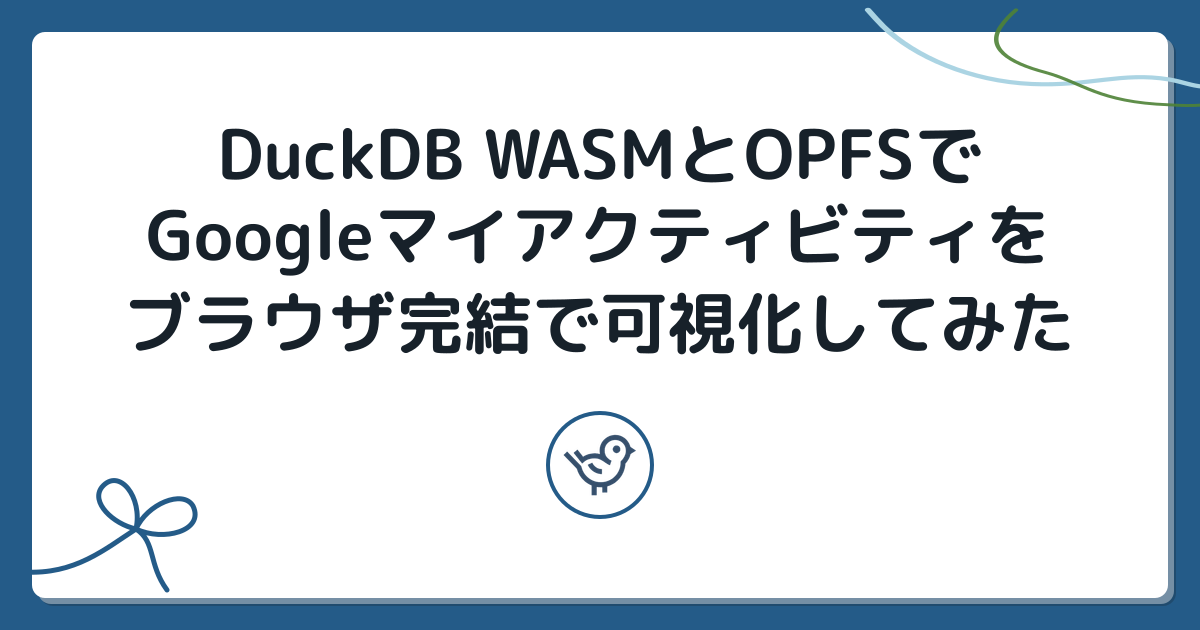 DuckDB WASMとOPFSで
Googleマイアクティビティを
ブラウザ完結で可視化してみた